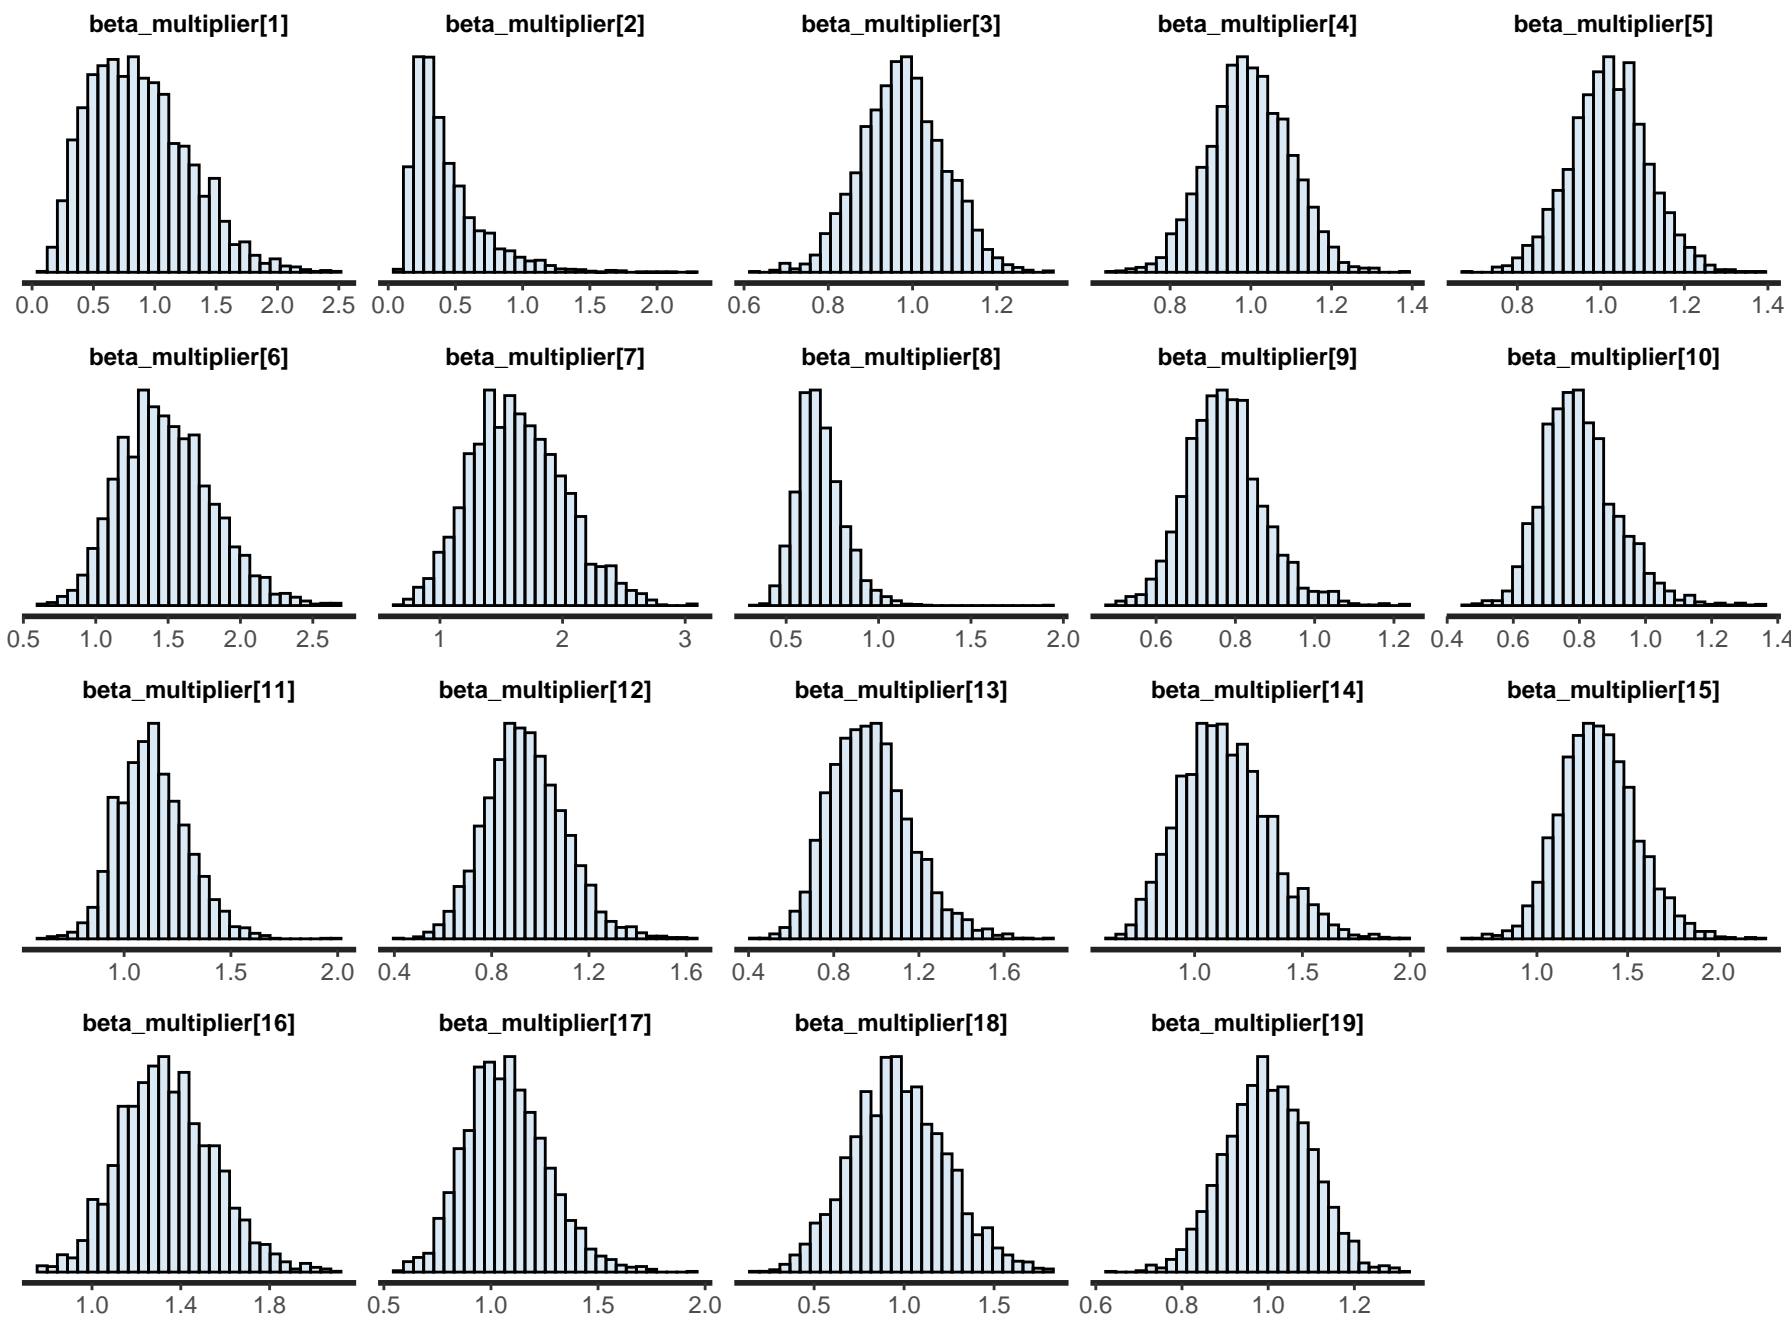 beta_multiplier[1] beta_multiplier[2] beta_multiplier[3] beta_multiplier[4] beta_multiplier[5]
0.0 0.5 1.0 1.5 2.0 2.5 0.0 0.5 1.0 1.5 2.0 0.6 0.8 1.0 1.2 0.8 1.0 1.2 1.4 0.8 1.0 1.2 1.4
beta_multiplier[6] beta_multiplier[7] beta_multiplier[8] beta_multiplier[9] beta_multiplier[10]
0.5 1.0 1.5 2.0 2.5 1 2 3 0.5 1.0 1.5 2.0 0.6 0.8 1.0 1.2 0.4 0.6 0.8 1.0 1.2 1.4
beta_multiplier[11] beta_multiplier[12] beta_multiplier[13] beta_multiplier[14] beta_multiplier[15]
1.0 1.5 2.0 0.4 0.8 1.2 1.6 0.4 0.8 1.2 1.6 1.0 1.5 2.0 1.0 1.5 2.0
beta_multiplier[16] beta_multiplier[17] beta_multiplier[18] beta_multiplier[19]
1.0 1.4 1.8 0.5 1.0 1.5 2.0 0.5 1.0 1.5 0.6 0.8 1.0 1.2